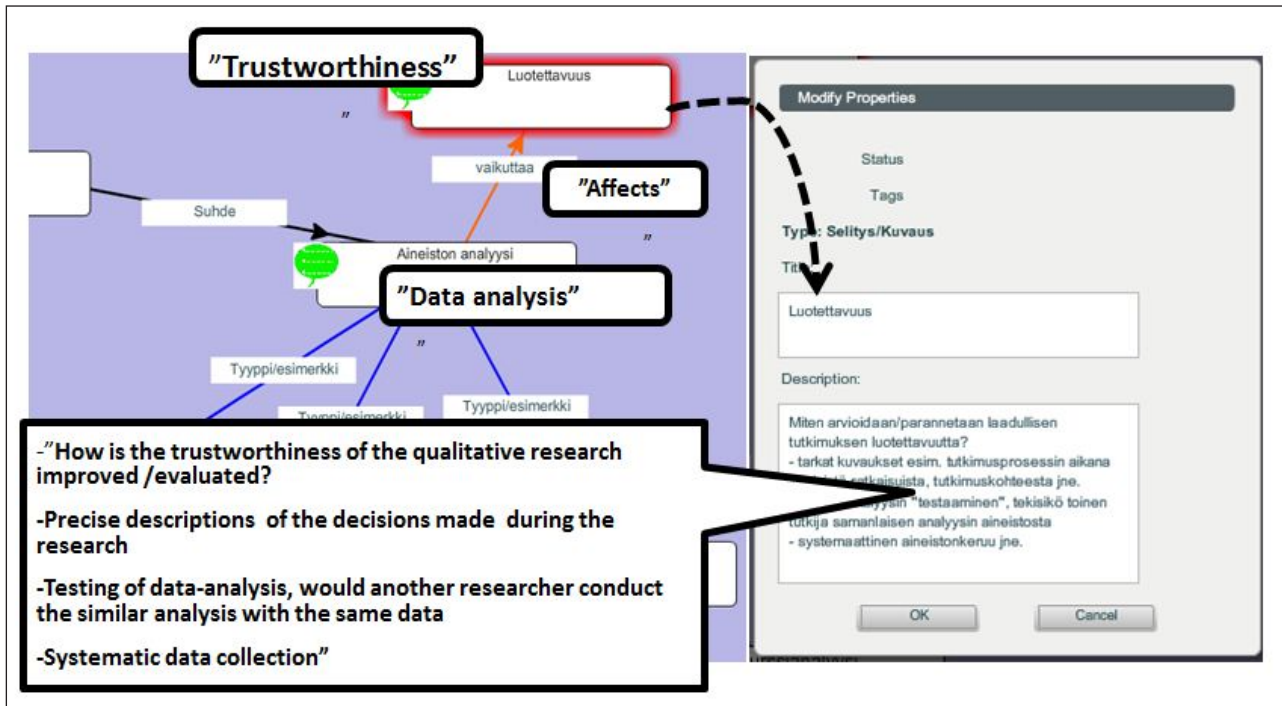 "Trustworthiness"
Luotettavuus
"
vaikuttaa
"Affects"
"
Suhde
Aineiston analyysi
"Data analysis"
"
Tyyppi/esimerkki
Tyyppi/esimerkki
Tyyppi/esimerkki
-"How is the trustworthiness of the qualitative research
improved /evaluated?
-Precise descriptions of the decisions made during the
research
-Testing of data-analysis, would another researcher conduct
the similar analysis with the same data
-Systematic data collection"
Modify Properties
Status
Tags
Type: Selitys/Kuvaus
Luotettavuus
Description:
Miten arvioidaan/parannetaan laadullisen
tutkimuksen luotettavuutta?
- tarkat kuvaukset esim. tutkimusprosessin aikana
ratkaisuista, tutkimuskohteesta jne.
"testaaminen", tekisikö toinen
tutkija samanlaisen analyysin aineistosta
- systemaattinen aineistonkeruu jne.
OK
Cancel